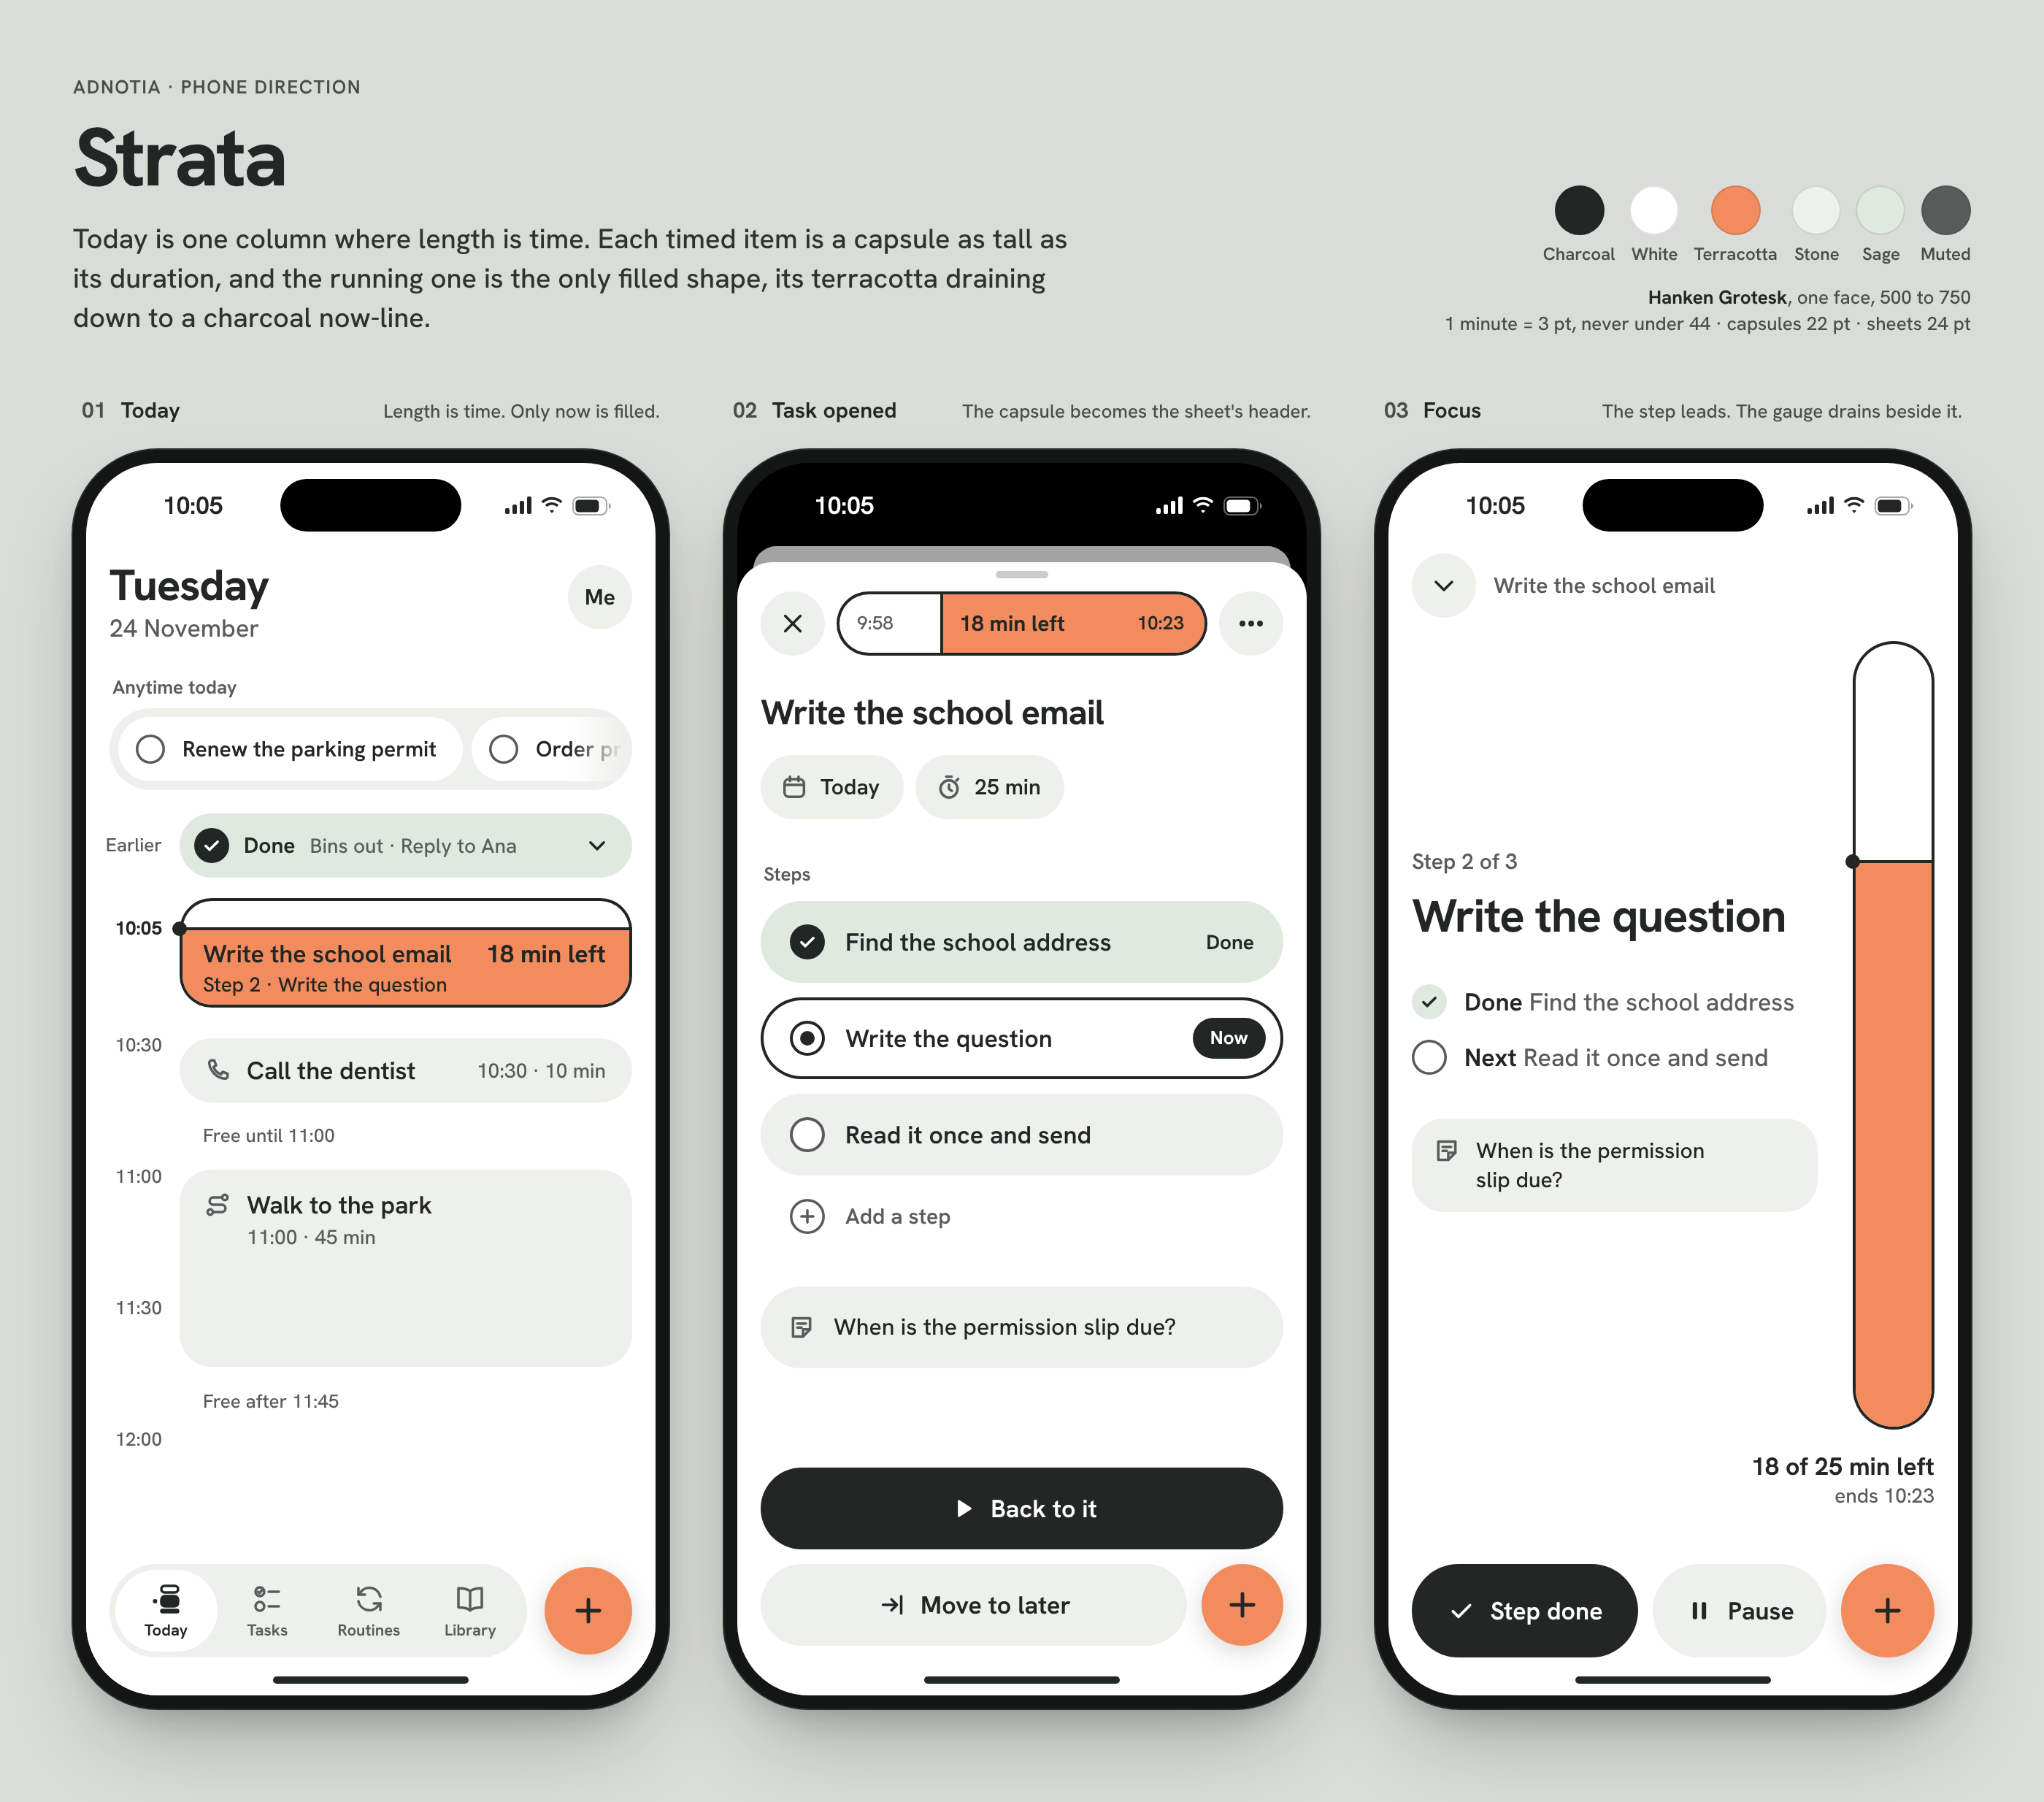 ADNOTIA · PHONE DIRECTION
Strata
Today is one column where length is time. Each timed item is a capsule as tall as
its duration, and the running one is the only filled shape, its terracotta draining
down to a charcoal now-line.
Charcoal White Terracotta Stone Sage Muted
Hanken Grotesk, one face, 500 to 750
1 minute = 3 pt, never under 44 · capsules 22 pt · sheets 24 pt
01 Today Length is time. Only now is filled.
10:05
Tuesday
24 November
Me
Anytime today
Renew the parking permit
Order pr
Earlier
Done Bins out · Reply to Ana
10:05
Write the school email 18 min left
Step 2 · Write the question
10:30
Call the dentist 10:30 · 10 min
Free until 11:00
11:00
Walk to the park
11:00 · 45 min
11:30
Free after 11:45
12:00
Today Tasks Routines Library
02 Task opened The capsule becomes the sheet's header.
10:05
9:58 18 min left 10:23
Write the school email
Today 25 min
Steps
Find the school address Done
Write the question Now
Read it once and send
Add a step
When is the permission slip due?
Back to it
Move to later
03 Focus The step leads. The gauge drains beside it.
10:05
Write the school email
Step 2 of 3
Write the question
Done Find the school address
Next Read it once and send
When is the permission
slip due?
18 of 25 min left
ends 10:23
Step done Pause